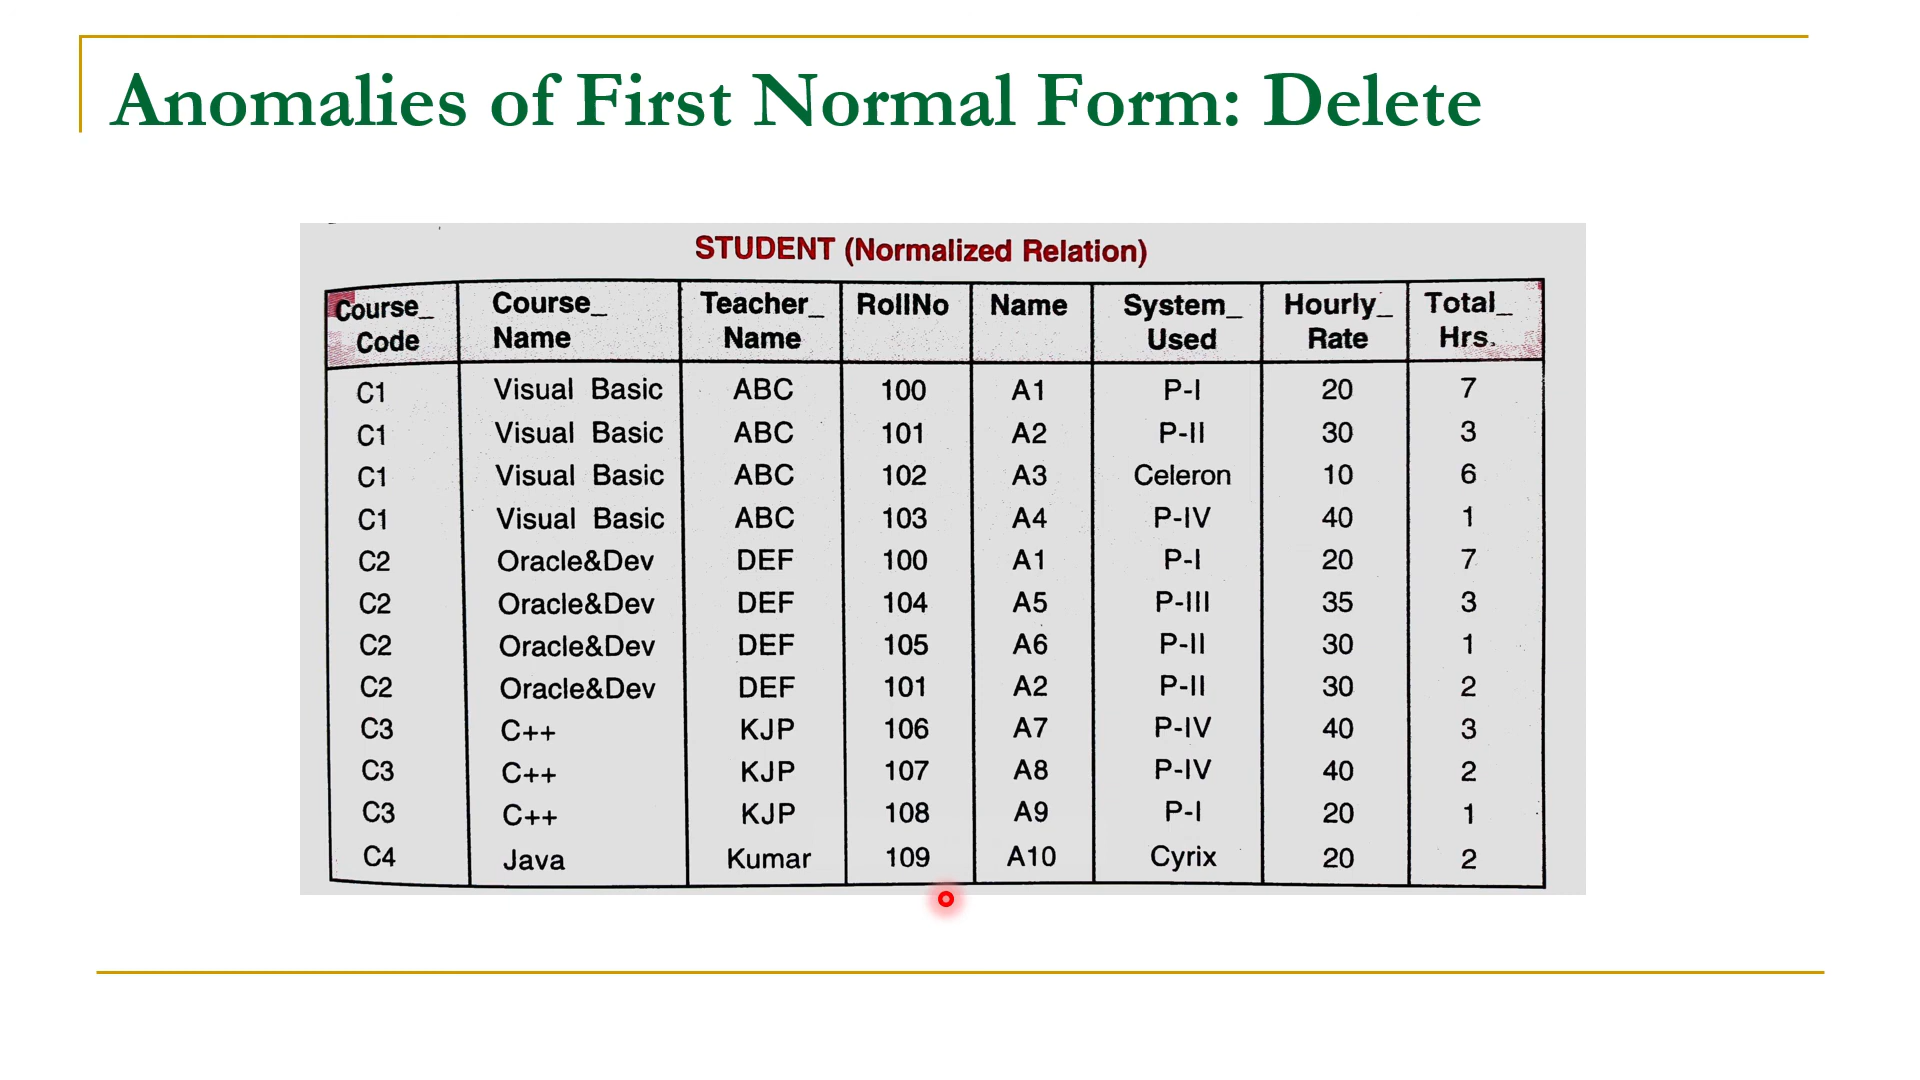 Anomalies of First Normal Form: Delete
STUDENT (Normalized Relation)
Course_ Code Course_ Name Teacher_ Name RollNo Name System_ Used Hourly_ Rate Total_ Hrs.
C1 Visual Basic ABC 100 A1 P-I 20 7
C1 Visual Basic ABC 101 A2 P-II 30 3
C1 Visual Basic ABC 102 A3 Celeron 10 6
C1 Visual Basic ABC 103 A4 P-IV 40 1
C2 Oracle&Dev DEF 100 A1 P-I 20 7
C2 Oracle&Dev DEF 104 A5 P-III 35 3
C2 Oracle&Dev DEF 105 A6 P-II 30 1
C2 Oracle&Dev DEF 101 A2 P-II 30 2
C3 C++ KJP 106 A7 P-IV 40 3
C3 C++ KJP 107 A8 P-IV 40 2
C3 C++ KJP 108 A9 P-I 20 1
C4 Java Kumar 109 A10 Cyrix 20 2